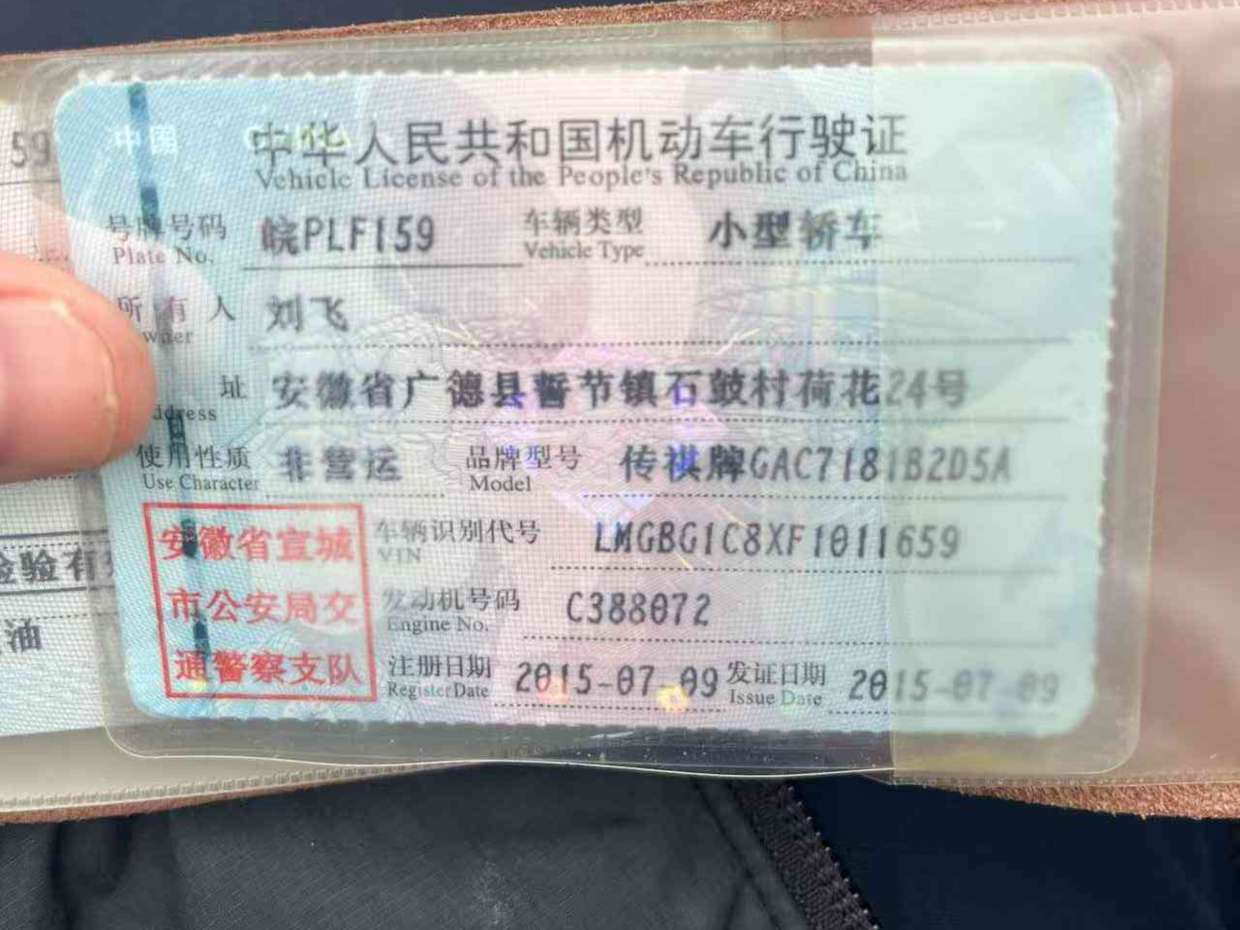 中华人民共和国机动车行驶证
Vehicle License of the People's Republic of China
号牌号码 皖PLF159 车辆类型 小型轿车
Plate No. Vehicle Type
所有人 刘飞
址 安徽省广德县誓节镇石鼓村荷花24号
使用性质 非营运 品牌型号 传祺牌GAC7181B2D5A
Use Character Model
安徽省宣城 车辆识别代号 LMGBG1C8XF1011659
VIN
市公安局交 发动机号码 C388072
Engine No.
通警察支队 注册日期 2015-07-09 发证日期 2015-07-09
Register Date Issue Date
59
检验有
油